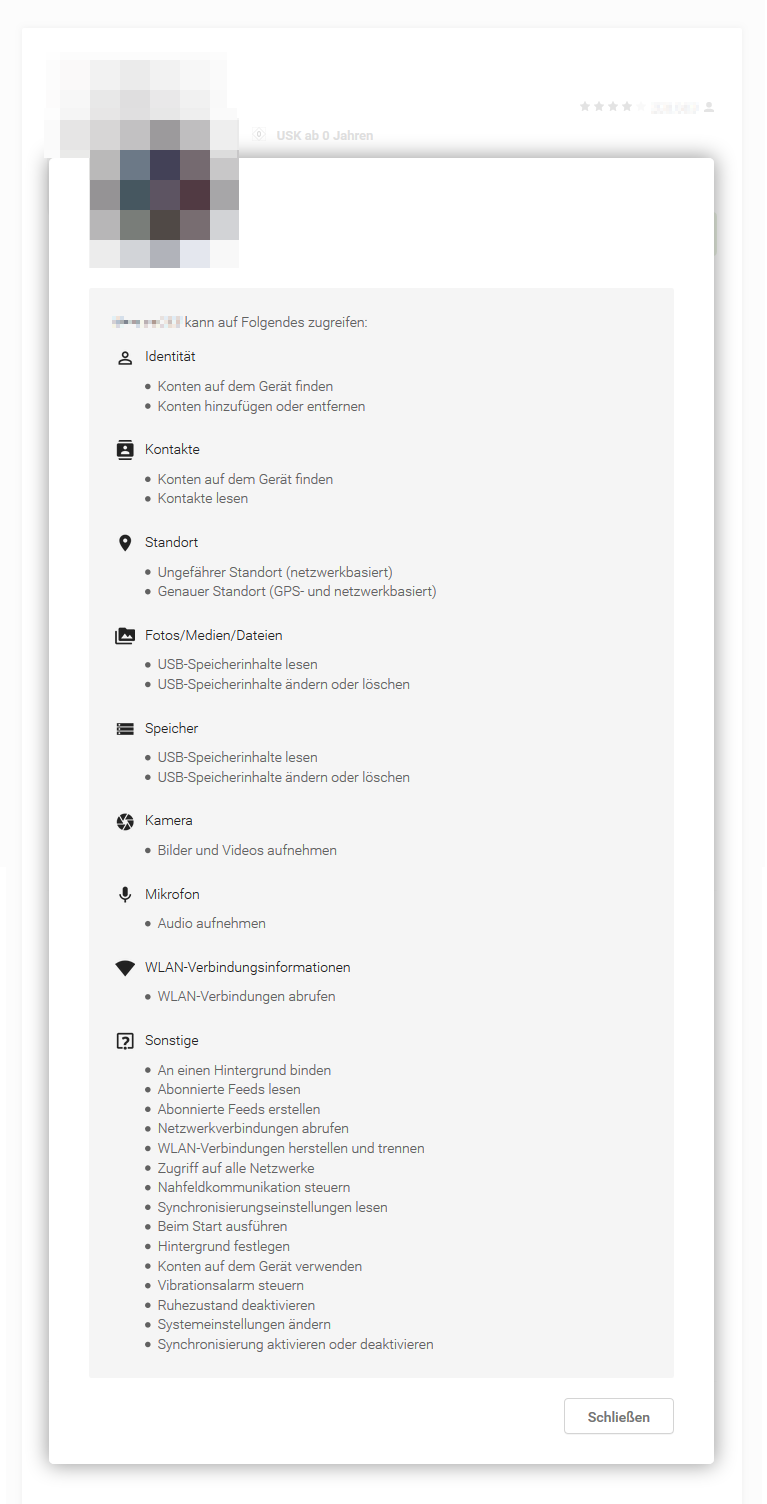 USK ab 0 Jahren
kann auf Folgendes zugreifen:
Identität
Konten auf dem Gerät finden
Konten hinzufügen oder entfernen
Kontakte
Konten auf dem Gerät finden
Kontakte lesen
Standort
Ungefährer Standort (netzwerkbasiert)
Genauer Standort (GPS- und netzwerkbasiert)
Fotos/Medien/Dateien
USB-Speicherinhalte lesen
USB-Speicherinhalte ändern oder löschen
Speicher
USB-Speicherinhalte lesen
USB-Speicherinhalte ändern oder löschen
Kamera
Bilder und Videos aufnehmen
Mikrofon
Audio aufnehmen
WLAN-Verbindungsinformationen
WLAN-Verbindungen abrufen
Sonstige
An einen Hintergrund binden
Abonnierte Feeds lesen
Abonnierte Feeds erstellen
Netzwerkverbindungen abrufen
WLAN-Verbindungen herstellen und trennen
Zugriff auf alle Netzwerke
Nahfeldkommunikation steuern
Synchronisierungseinstellungen lesen
Beim Start ausführen
Hintergrund festlegen
Konten auf dem Gerät verwenden
Vibrationsalarm steuern
Ruhezustand deaktivieren
Systemeinstellungen ändern
Synchronisierung aktivieren oder deaktivieren
Schließen